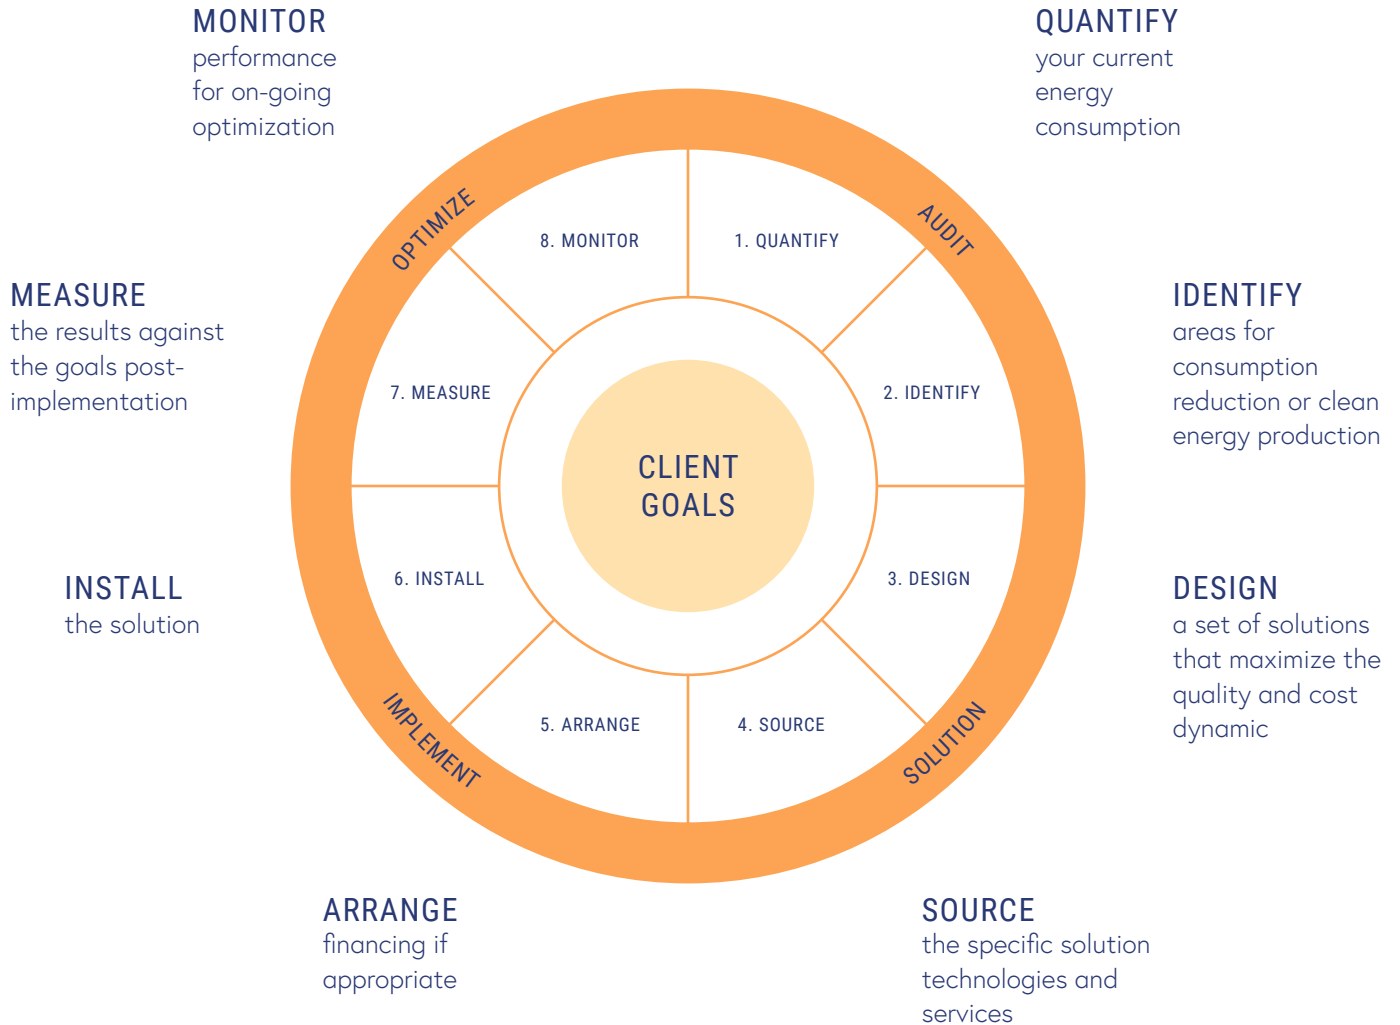 MONITOR
performance
for on-going
optimization
QUANTIFY
your current
energy
consumption
OPTIMIZE
AUDIT
8. MONITOR
1. QUANTIFY
MEASURE
the results against
the goals post-
implementation
IDENTIFY
areas for
consumption
reduction or clean
energy production
7. MEASURE
2. IDENTIFY
CLIENT
GOALS
INSTALL
the solution
6. INSTALL
3. DESIGN
DESIGN
a set of solutions
that maximize the
quality and cost
dynamic
IMPLEMENT
5. ARRANGE
4. SOURCE
SOLUTION
ARRANGE
financing if
appropriate
SOURCE
the specific solution
technologies and
services